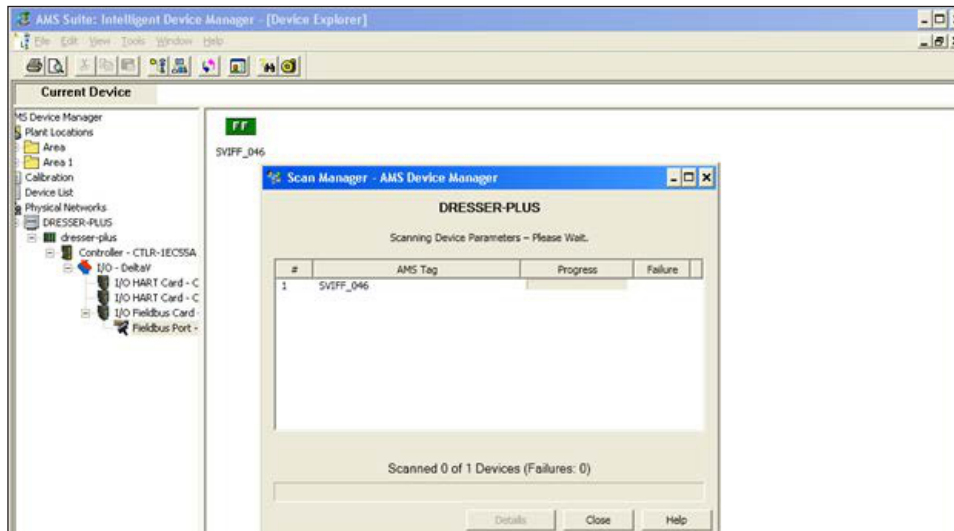 AMS Suite: Intelligent Device Manager - [Device Explorer]
File Edit View Tools Window Help
Current Device
MS Device Manager
Plant Locations
Area
Area 1
Calibration
Device List
Physical Networks
DRESSER-PLUS
dresser-plus
Controller - CTLR-1EC55A
I/O - DeltaV
I/O HART Card - C
I/O HART Card - C
I/O Fieldbus Card -
Fieldbus Port -
FF
SVIFF_046
Scan Manager - AMS Device Manager
DRESSER-PLUS
Scanning Device Parameters - Please Wait.
# AMS Tag Progress Failure
1 SVIFF_046
Scanned 0 of 1 Devices (Failures: 0)
Details Close Help